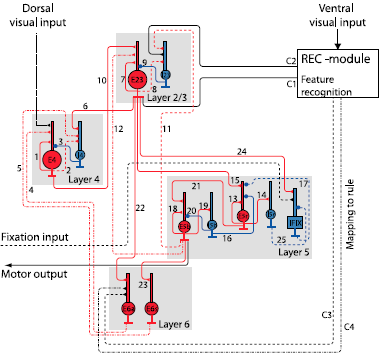 Dorsal
visual input
Ventral
visual input
REC -module
Feature
recognition
C2
C1
9
7
E23
8
Layer 2/3
10
6
12
11
3
1
E4
I4
2
Layer 4
5
4
24
17
15
21
18
20
19
13
14
16
25
FIX
Layer 5
Fixation input
Motor output
22
23
Layer 6
Mapping to rule
C3
C4